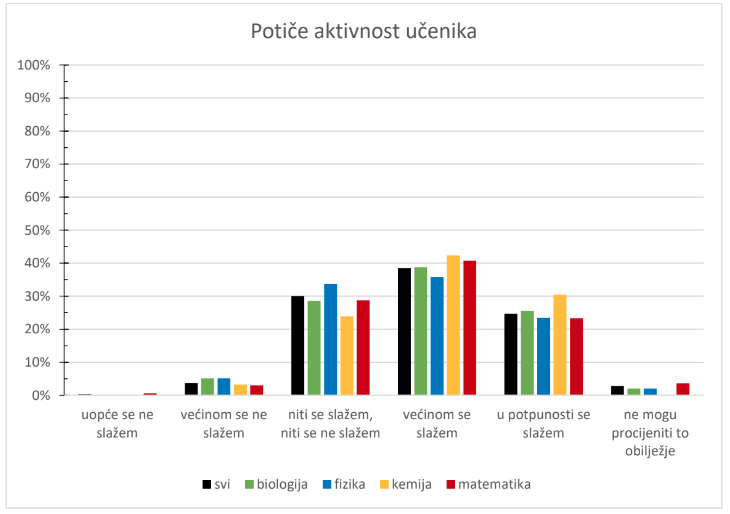 Potiče aktivnost učenika
100%
90%
80%
70%
60%
50%
40%
30%
20%
10%
0%
uopće se ne
slažem
većinom se ne
slažem
niti se slažem,
niti se ne slažem
većinom se
slažem
u potpunosti se
slažem
ne mogu
procijeniti to
obilježje
svi biologija fizika kemija matematika